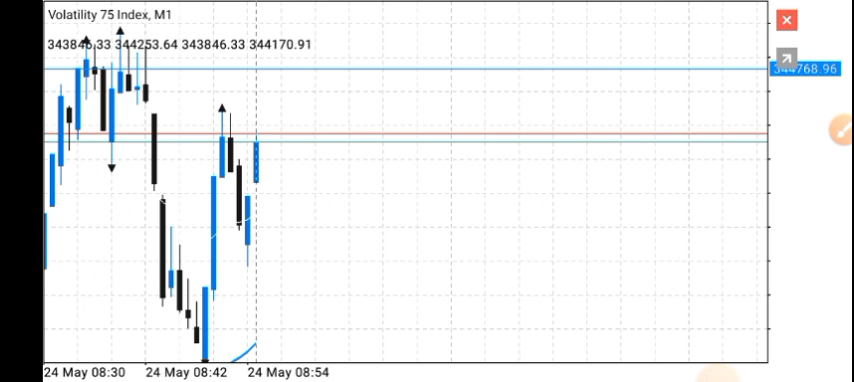 Volatility 75 Index, M1
343846.33 344253.64 343846.33 344170.91
344768.96
24 May 08:30 24 May 08:42 24 May 08:54